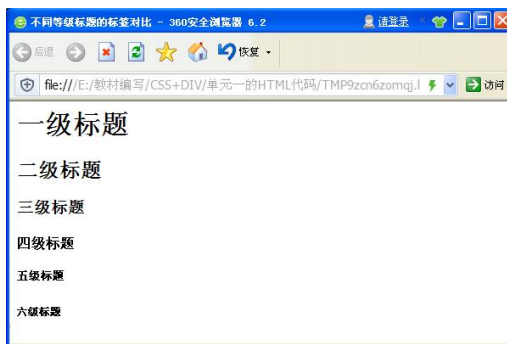 不同等级标题的标签对比 - 360安全浏览器 6.2 请登录
后退 恢复
file:///E:/教材编写/CSS+DIV/单元一的HTML代码/TMP9zcn6zomqj.l 访问
一级标题
二级标题
三级标题
四级标题
五级标题
六级标题